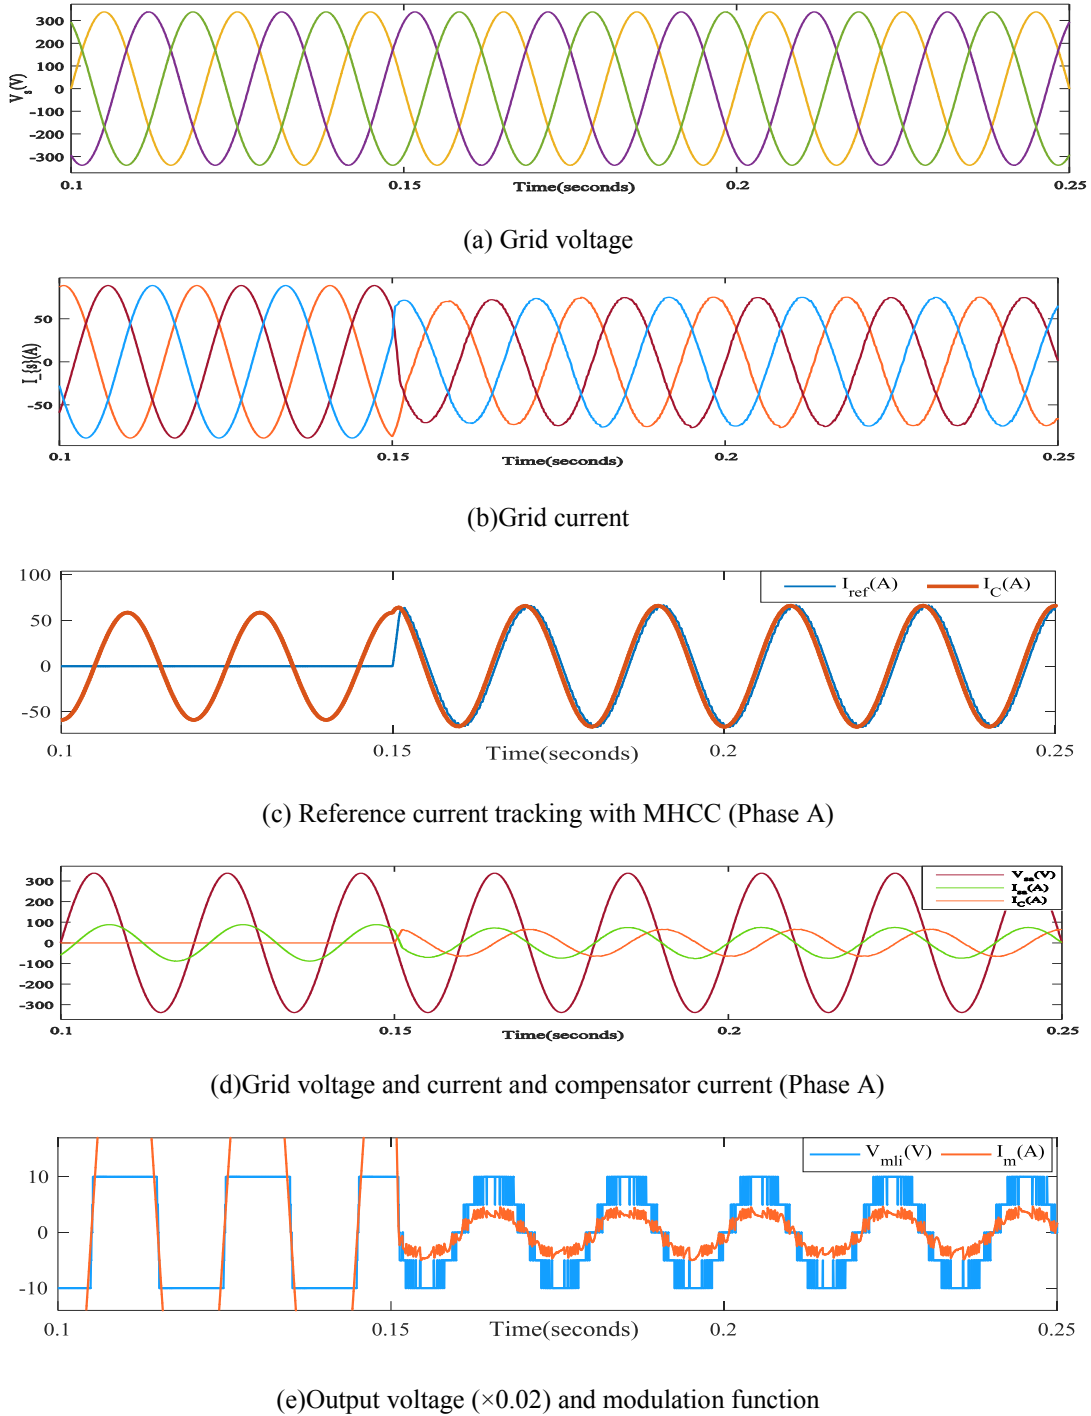 300
200
100
0
-100
-200
-300
V_s(V)
0.1 0.15 0.2 0.25
Time(seconds)
(a) Grid voltage
50
0
-50
I_{s}(A)
0.1 0.15 0.2 0.25
Time(seconds)
(b)Grid current
100
50
0
-50
I_ref(A) I_C(A)
0.1 0.15 0.2 0.25
Time(seconds)
(c) Reference current tracking with MHCC (Phase A)
300
200
100
0
-100
-200
-300
V_sa(V)
I_sa(A)
I_C(A)
0.1 0.15 0.2 0.25
Time(seconds)
(d)Grid voltage and current and compensator current (Phase A)
10
0
-10
V_mli(V) I_m(A)
0.1 0.15 0.2 0.25
Time(seconds)
(e)Output voltage (×0.02) and modulation function